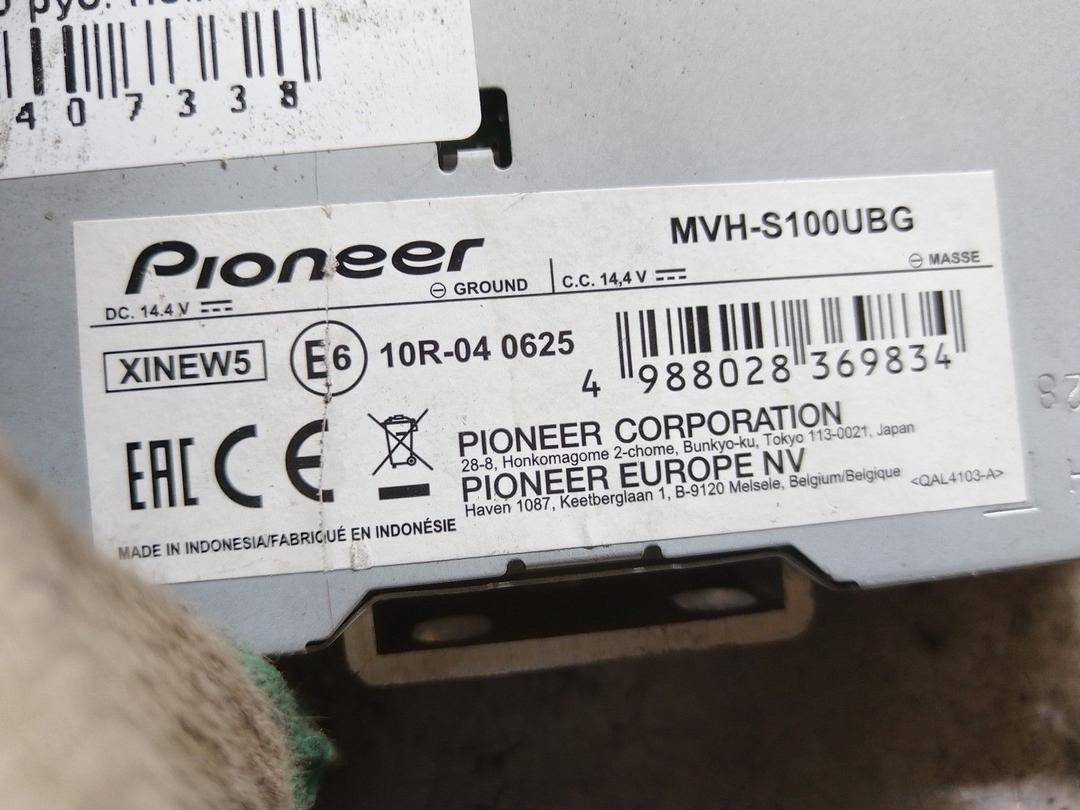 руб.
407338
Pioneer
MVH-S100UBG
DC. 14.4 V ⎓ ⊖ GROUND | C.C. 14,4 V ⎓ ⊖ MASSE
XINEW5 E6 10R-04 0625
4 988028 369834
EAC CE
PIONEER CORPORATION
28-8, Honkomagome 2-chome, Bunkyo-ku, Tokyo 113-0021, Japan
PIONEER EUROPE NV
Haven 1087, Keetberglaan 1, B-9120 Melsele, Belgium/Belgique
<QAL4103-A>
MADE IN INDONESIA/FABRIQUÉ EN INDONÉSIE